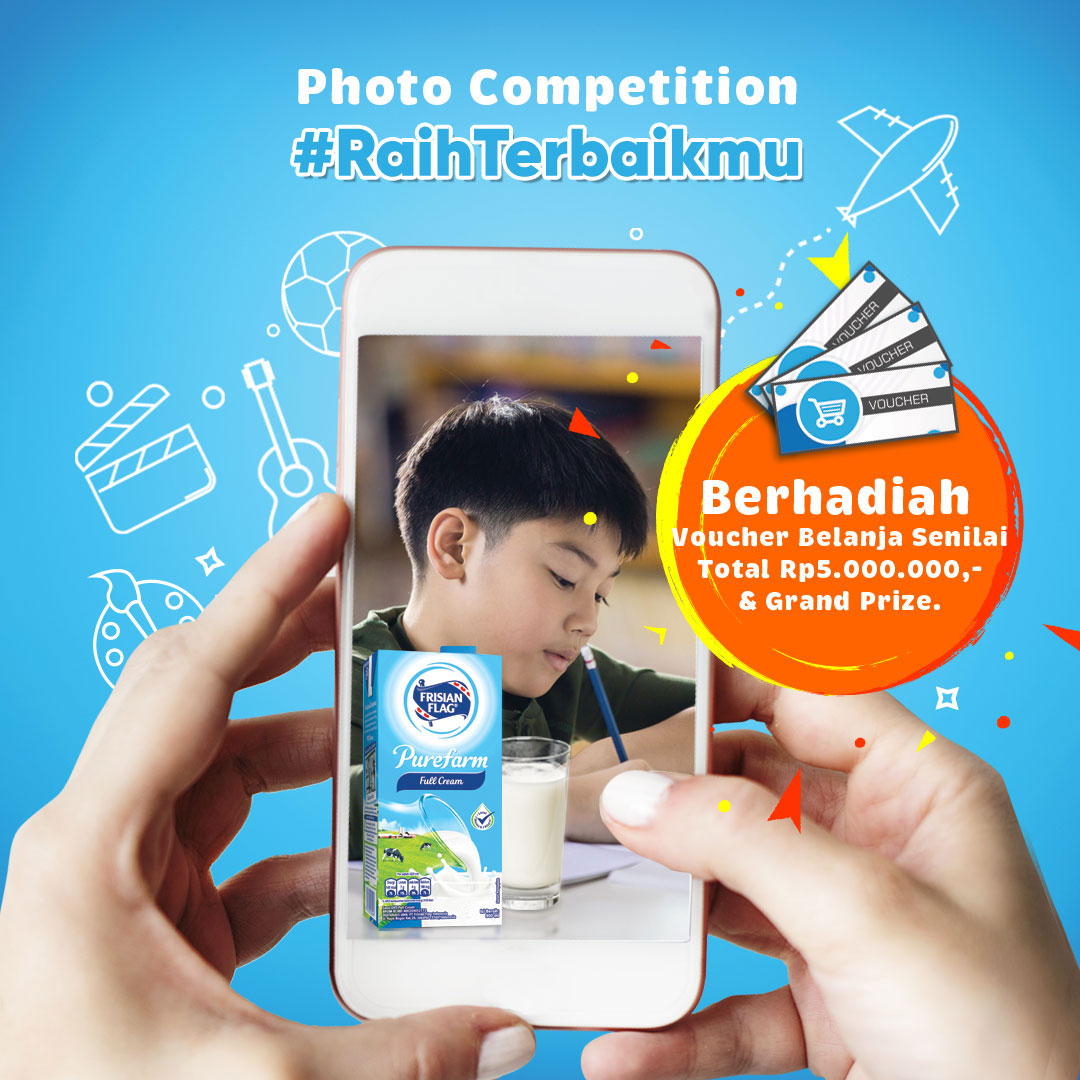 Photo Competition
#RaihTerbaikmu
VOUCHER
VOUCHER
VOUCHER
Berhadiah
Voucher Belanja Senilai
Total Rp5.000.000,-
& Grand Prize.
FRISIAN
FLAG®
Purefarm
Full Cream